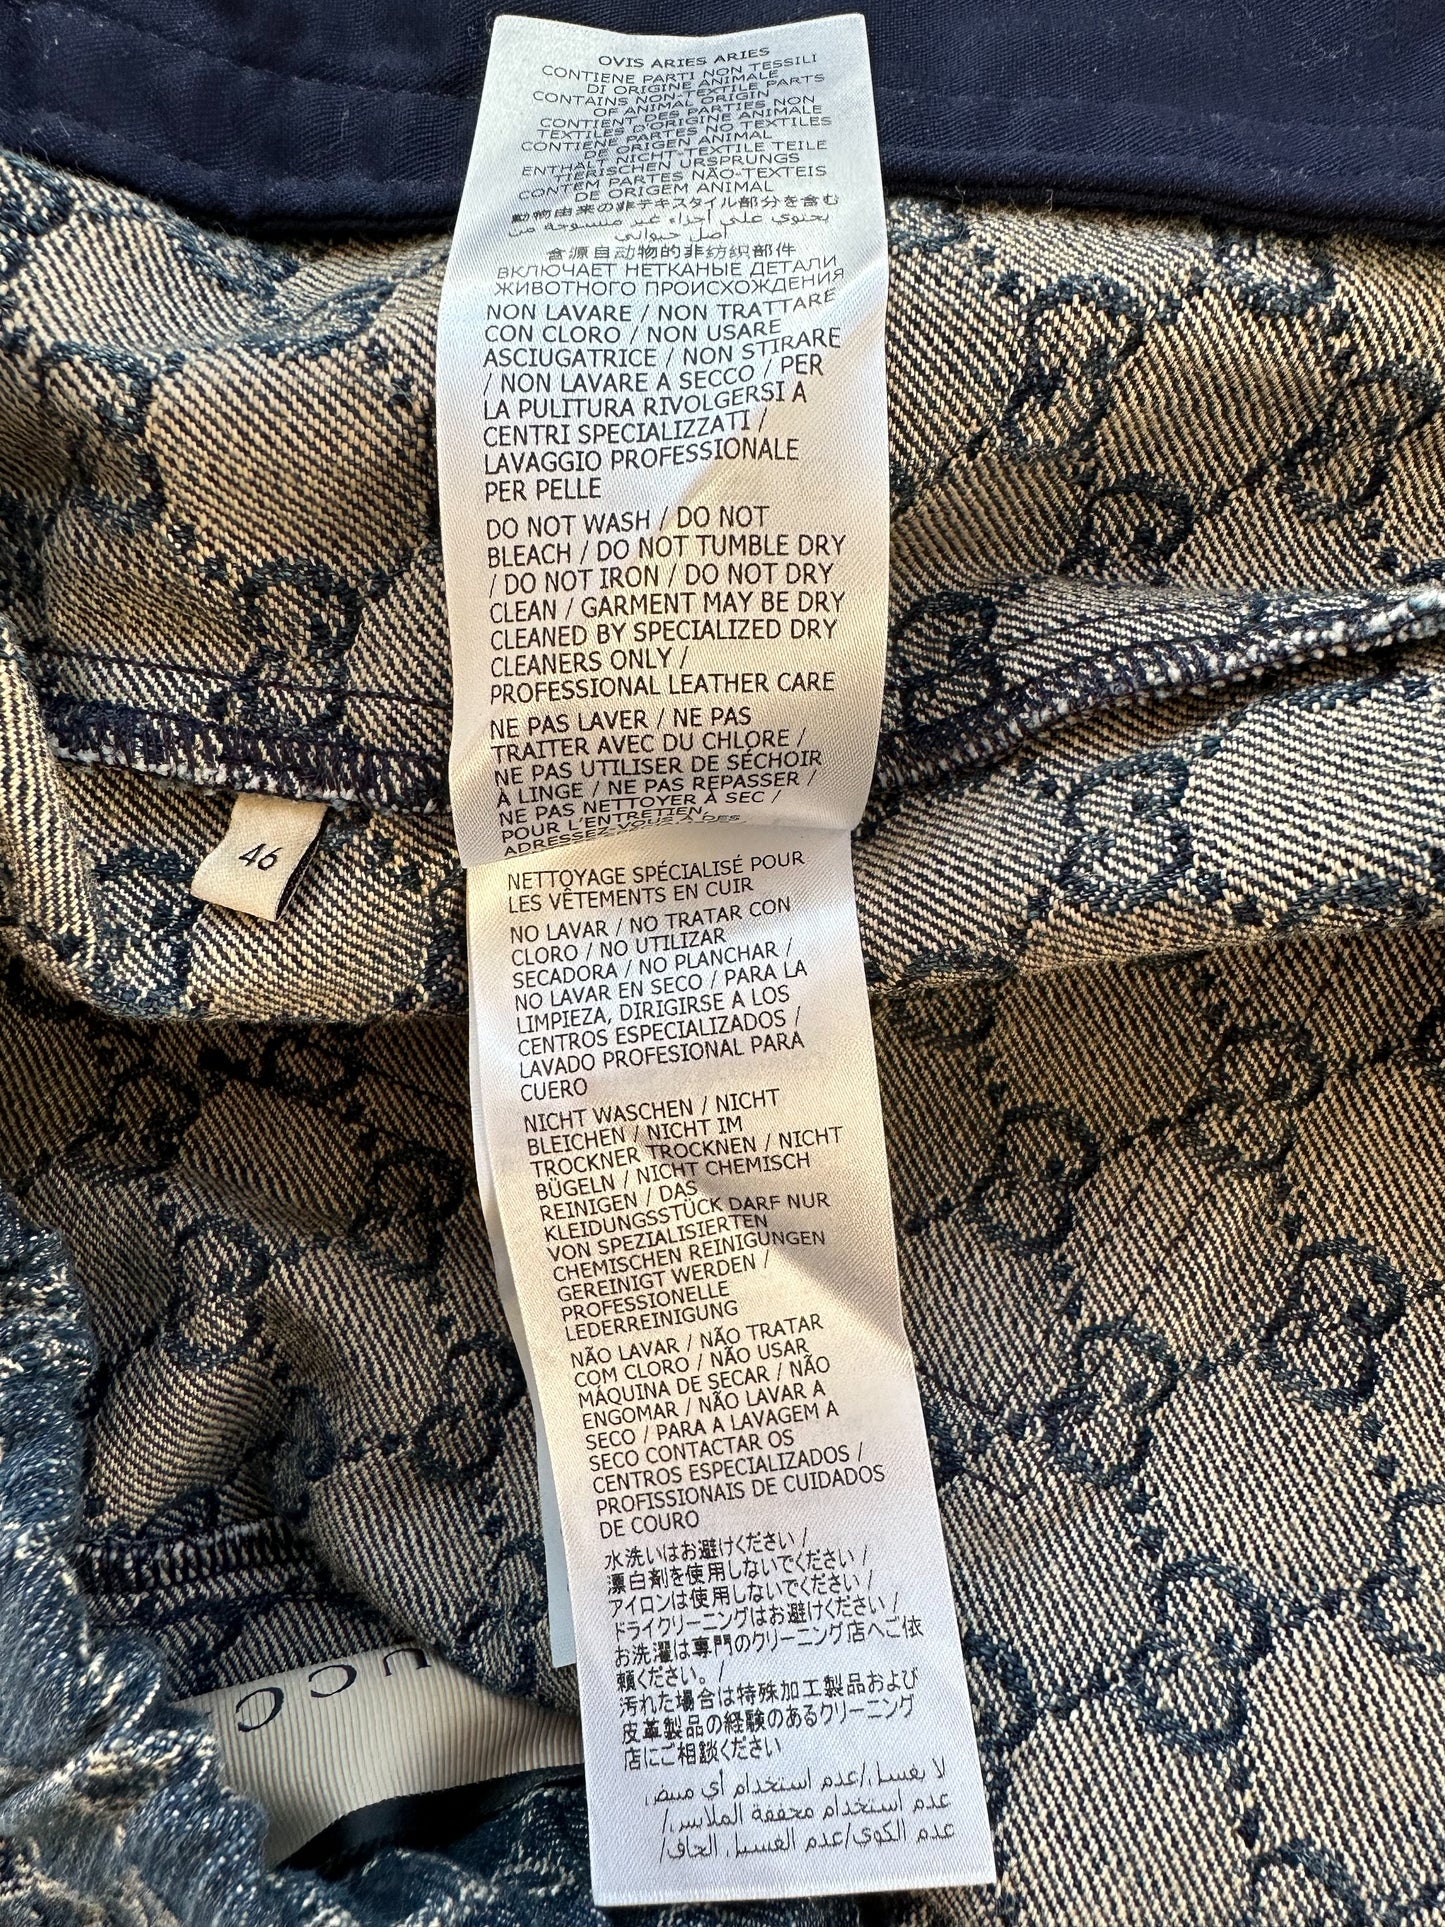 OVIS ARIES ARIES
CONTIENE PARTI NON TESSILI
DI ORIGINE ANIMALE
CONTAINS NON-TEXTILE PARTS
OF ANIMAL ORIGIN
CONTIENT DES PARTIES NON
TEXTILES D'ORIGINE ANIMALE
CONTIENE PARTES NO TEXTILES
DE ORIGEN ANIMAL
ENTHÄLT NICHT-TEXTILE TEILE
TIERISCHEN URSPRUNGS
CONTÉM PARTES NÃO-TEXTEIS
DE ORIGEM ANIMAL
動物由来の非テキスタイル部分を含む
يحتوي على أجزاء غير منسوجة من
أصل حيواني
含源自动物的非纺织部件
ВКЛЮЧАЕТ НЕТКАНЫЕ ДЕТАЛИ
ЖИВОТНОГО ПРОИСХОЖДЕНИЯ
NON LAVARE / NON TRATTARE
CON CLORO / NON USARE
ASCIUGATRICE / NON STIRARE
/ NON LAVARE A SECCO / PER
LA PULITURA RIVOLGERSI A
CENTRI SPECIALIZZATI /
LAVAGGIO PROFESSIONALE
PER PELLE
DO NOT WASH / DO NOT
BLEACH / DO NOT TUMBLE DRY
/ DO NOT IRON / DO NOT DRY
CLEAN / GARMENT MAY BE DRY
CLEANED BY SPECIALIZED DRY
CLEANERS ONLY /
PROFESSIONAL LEATHER CARE
NE PAS LAVER / NE PAS
TRAITER AVEC DU CHLORE /
NE PAS UTILISER DE SÉCHOIR
À LINGE / NE PAS REPASSER /
NE PAS NETTOYER À SEC /
POUR L'ENTRETIEN,
ADRESSEZ-VOUS À DES
46
NETTOYAGE SPÉCIALISÉ POUR
LES VÊTEMENTS EN CUIR
NO LAVAR / NO TRATAR CON
CLORO / NO UTILIZAR
SECADORA / NO PLANCHAR /
NO LAVAR EN SECO / PARA LA
LIMPIEZA, DIRIGIRSE A LOS
CENTROS ESPECIALIZADOS /
LAVADO PROFESIONAL PARA
CUERO
NICHT WASCHEN / NICHT
BLEICHEN / NICHT IM
TROCKNER TROCKNEN / NICHT
BÜGELN / NICHT CHEMISCH
REINIGEN / DAS
KLEIDUNGSSTÜCK DARF NUR
VON SPEZIALISIERTEN
CHEMISCHEN REINIGUNGEN
GEREINIGT WERDEN /
PROFESSIONELLE
LEDERREINIGUNG
NÃO LAVAR / NÃO TRATAR
COM CLORO / NÃO USAR
MÁQUINA DE SECAR / NÃO
ENGOMAR / NÃO LAVAR A
SECO / PARA A LAVAGEM A
SECO CONTACTAR OS
CENTROS ESPECIALIZADOS /
PROFISSIONAIS DE CUIDADOS
DE COURO
水洗いはお避けください /
漂白剤を使用しないでください /
アイロンは使用しないでください /
ドライクリーニングはお避けください /
お洗濯は専門のクリーニング店へご依
頼ください。 /
汚れた場合は特殊加工製品および
皮革製品の経験のあるクリーニング
店にご相談ください
لا يغسل/عدم استخدام أي مبيض/
عدم استخدام مجففة الملابس/
عدم الكوي/عدم الغسيل الجاف/
UCC